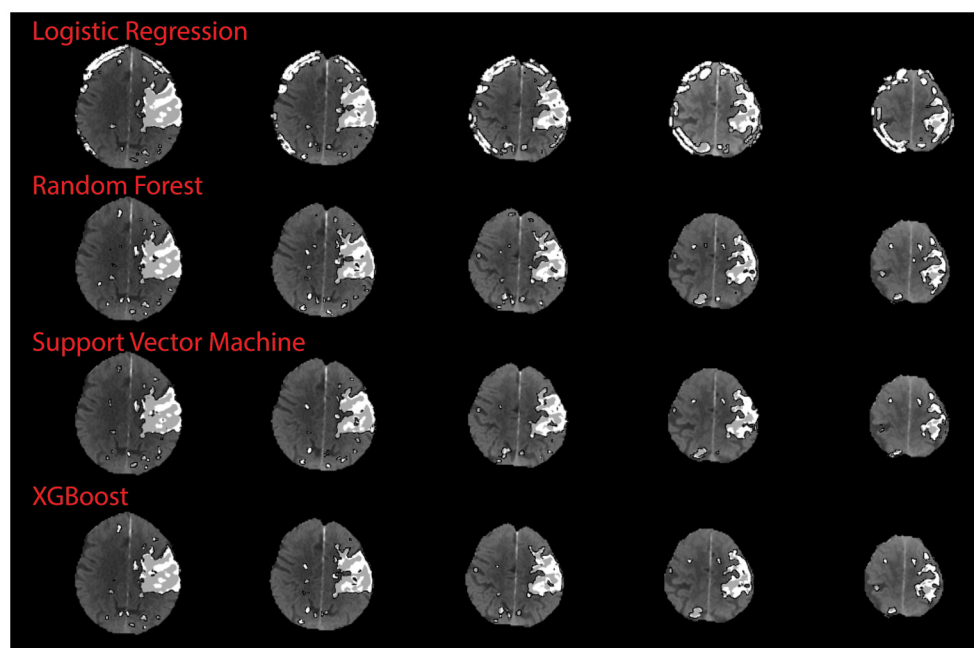 Logistic Regression
Random Forest
Support Vector Machine
XGBoost